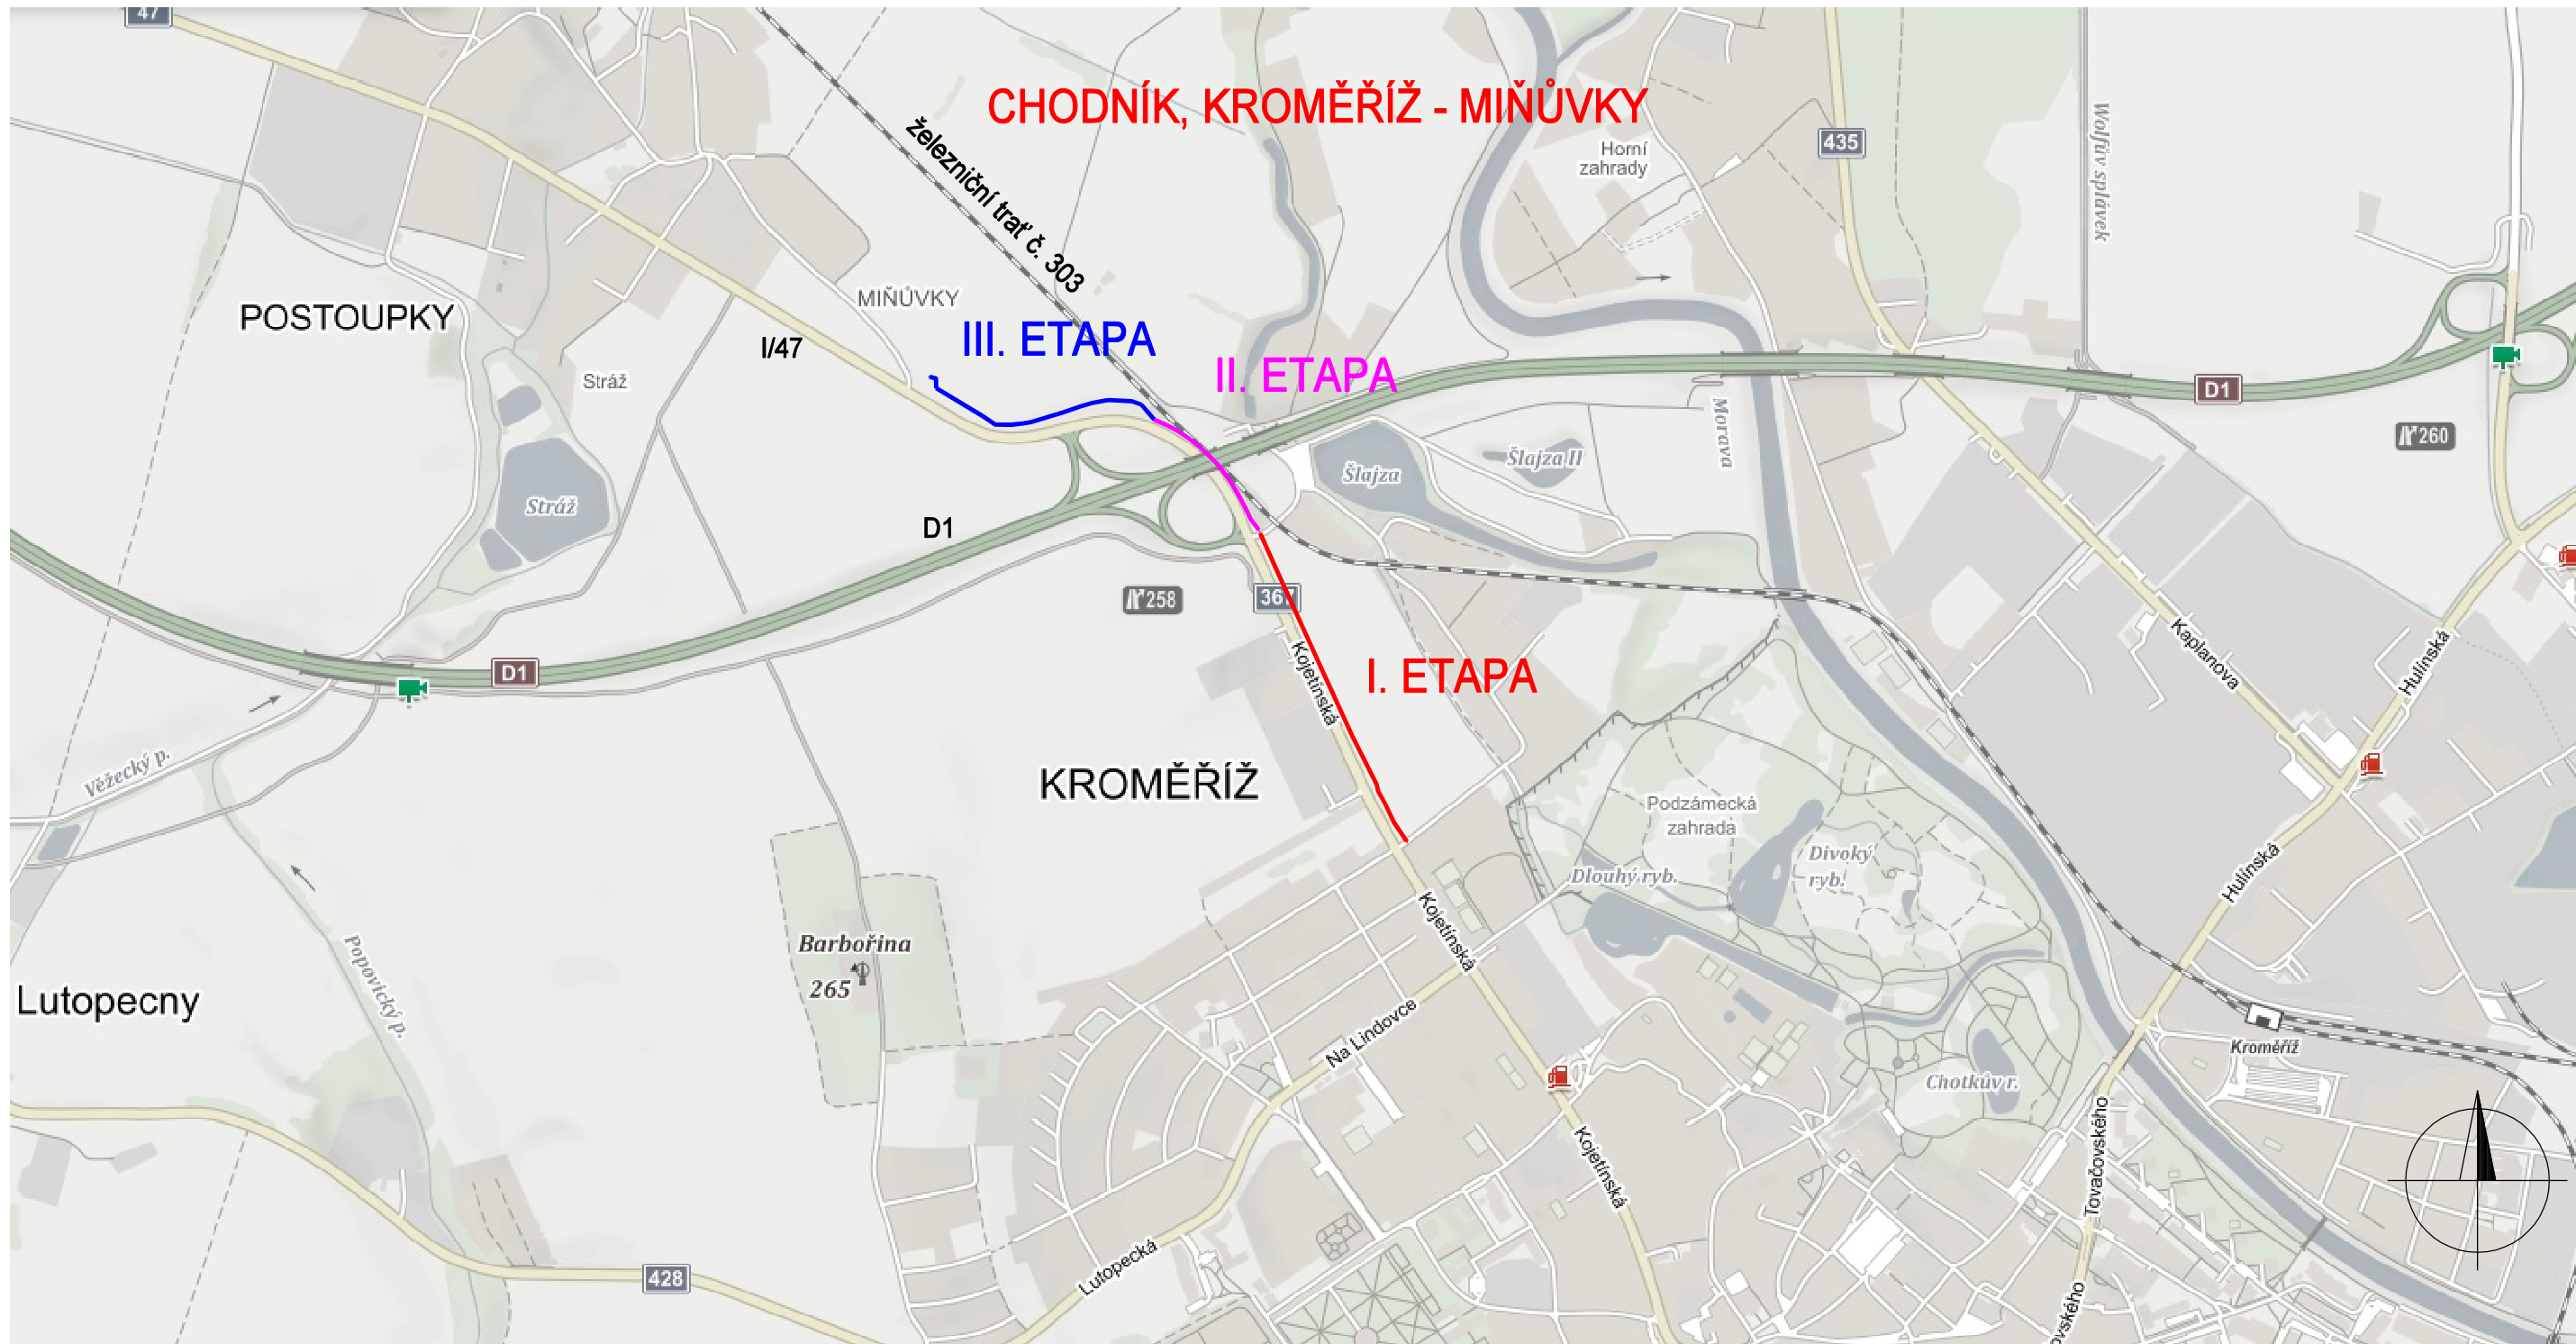 47
CHODNÍK, KROMĚŘÍŽ - MIŇŮVKY
železniční trať č. 303
Horní
zahrady
435
Wolfův splávek
POSTOUPKY
MIŇŮVKY
I/47
III. ETAPA
II. ETAPA
Stráž
D1
Morava
260
Šlajza
Šlajza II
Stráž
D1
258
367
Kojetínská
I. ETAPA
Kaplanova
Hulínská
D1
Věžecký p.
KROMĚŘÍŽ
Podzámecká
zahrada
Divoký
ryb.
Dlouhý ryb.
Hulínská
Kojetínská
Barbořina
265
Popovický p.
Lutopecny
Na Lindovce
Kroměříž
Chotkův r.
Kojetínská
Tovačovského
Lutopecká
428
ovského